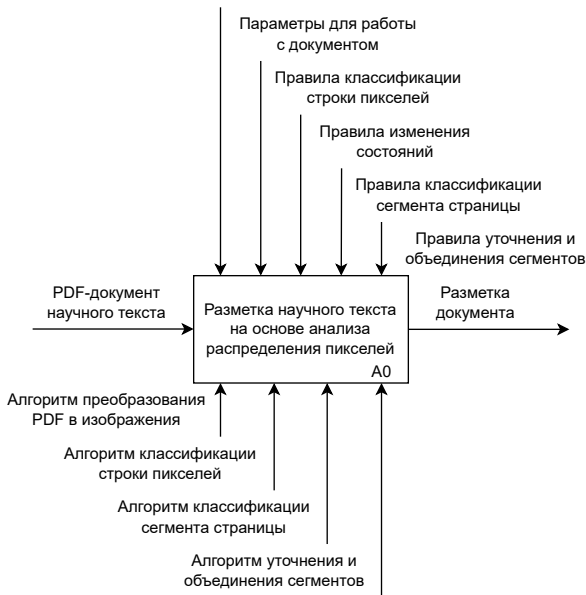 Параметры для работы
с документом
Правила классификации
строки пикселей
Правила изменения
состояний
Правила классификации
сегмента страницы
Правила уточнения и
объединения сегментов
PDF-документ
научного текста
Разметка научного текста
на основе анализа
распределения пикселей
A0
Разметка
документа
Алгоритм преобразования
PDF в изображения
Алгоритм классификации
строки пикселей
Алгоритм классификации
сегмента страницы
Алгоритм уточнения и
объединения сегментов